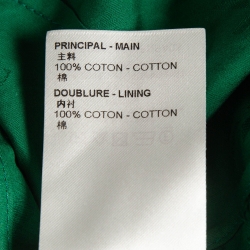 PRINCIPAL - MAIN
主料
100% COTON - COTTON
棉
DOUBLURE - LINING
内衬
100% COTON - COTTON
棉